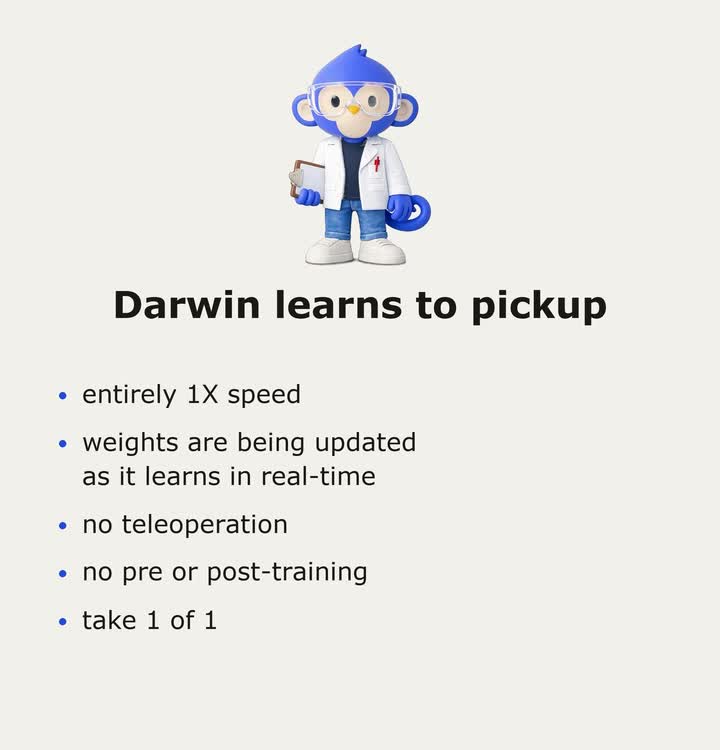 Darwin learns to pickup
• entirely 1X speed
• weights are being updated
as it learns in real-time
• no teleoperation
• no pre or post-training
• take 1 of 1